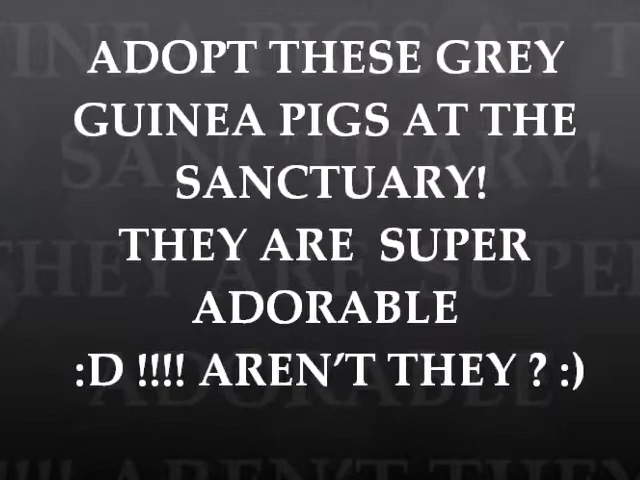 ADOPT THESE GREY
GUINEA PIGS AT THE
SANCTUARY!
THEY ARE  SUPER
ADORABLE
:D !!!! AREN'T THEY ? :)